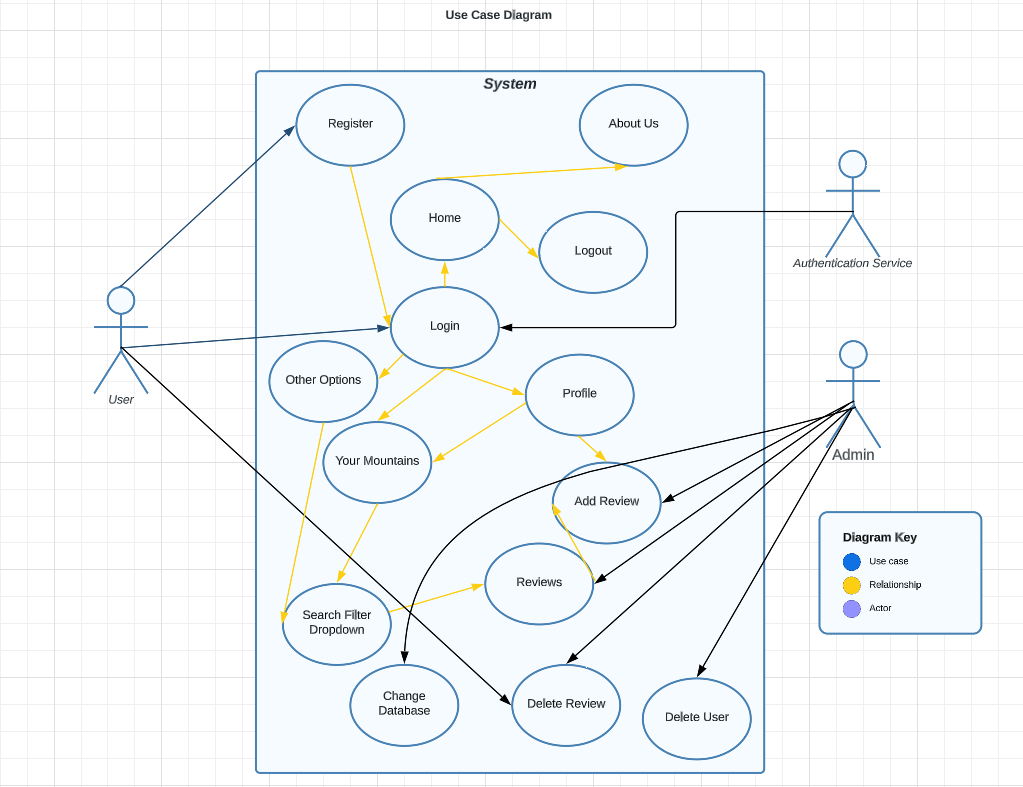 Use Case Diagram
System
Register
About Us
Home
Logout
Authentication Service
Login
Other Options
Profile
User
Your Mountains
Admin
Add Review
Diagram Key
Use case
Relationship
Actor
Reviews
Search Filter
Dropdown
Change
Database
Delete Review
Delete User